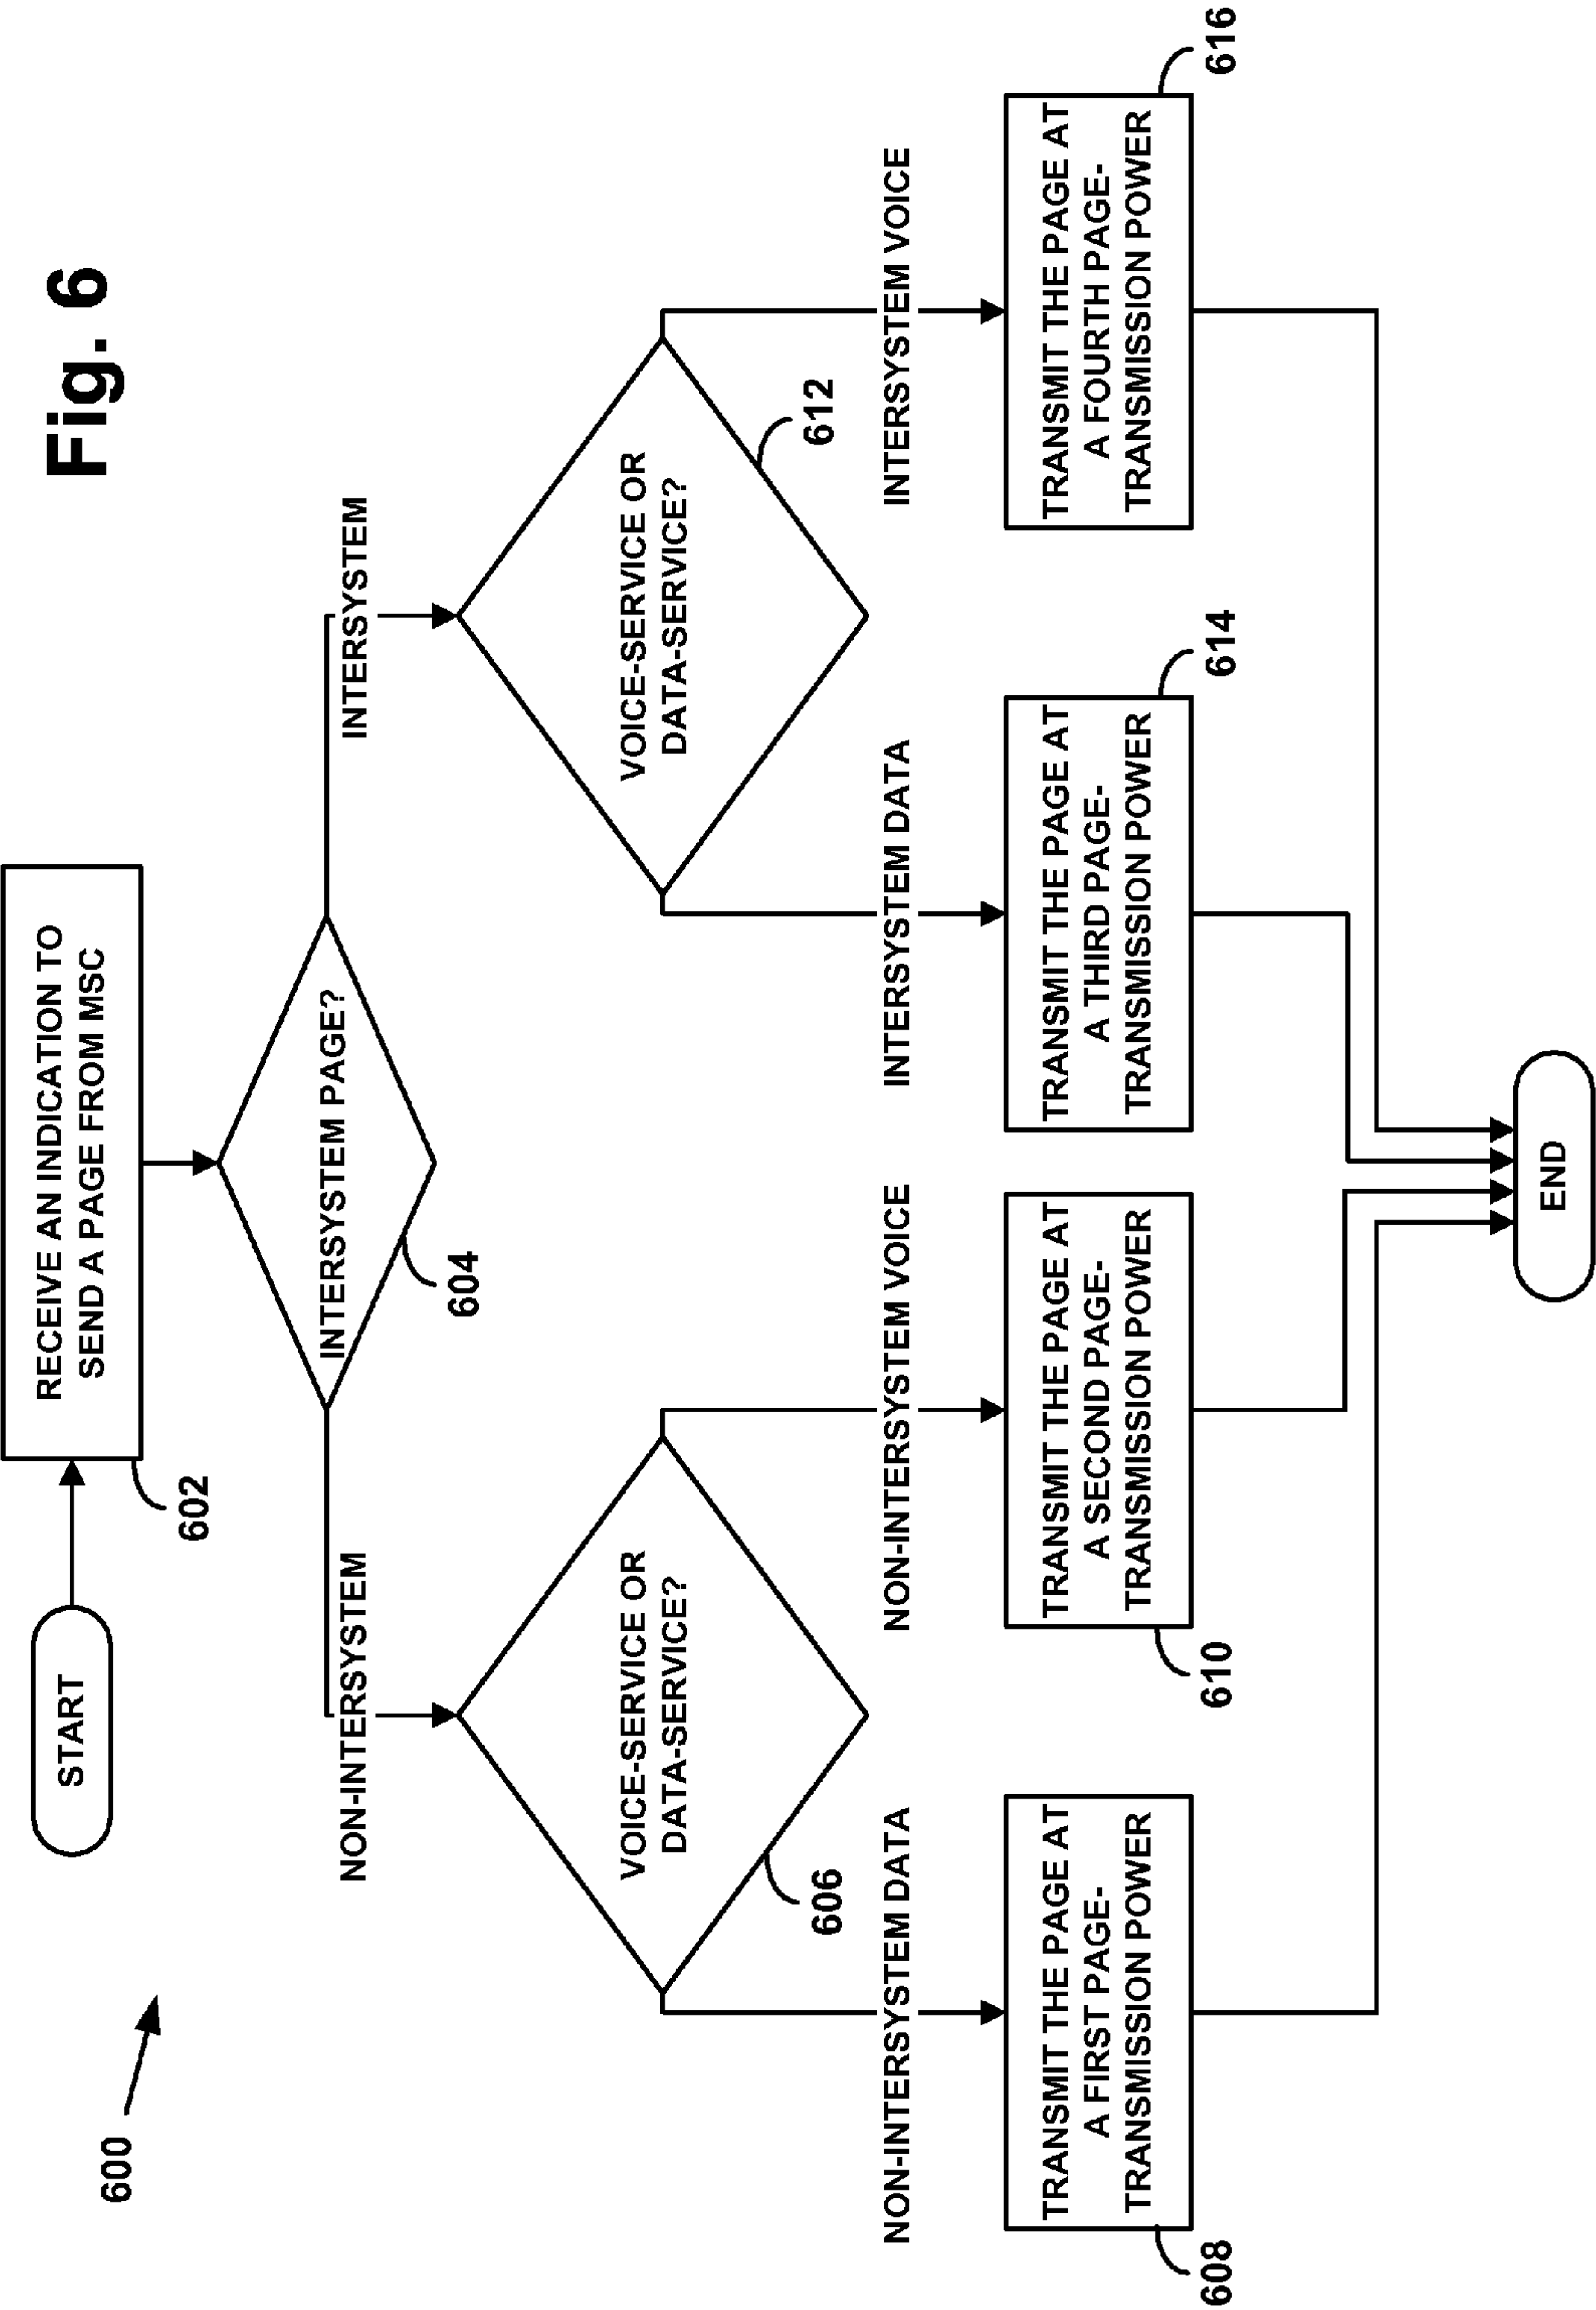 Fig. 6
600
START
RECEIVE AN INDICATION TO
SEND A PAGE FROM MSC
602
INTERSYSTEM PAGE?
604
NON-INTERSYSTEM
INTERSYSTEM
VOICE-SERVICE OR
DATA-SERVICE?
606
VOICE-SERVICE OR
DATA-SERVICE?
612
NON-INTERSYSTEM DATA
NON-INTERSYSTEM VOICE
INTERSYSTEM DATA
INTERSYSTEM VOICE
TRANSMIT THE PAGE AT
A FIRST PAGE-
TRANSMISSION POWER
608
TRANSMIT THE PAGE AT
A SECOND PAGE-
TRANSMISSION POWER
610
TRANSMIT THE PAGE AT
A THIRD PAGE-
TRANSMISSION POWER
614
TRANSMIT THE PAGE AT
A FOURTH PAGE-
TRANSMISSION POWER
616
END